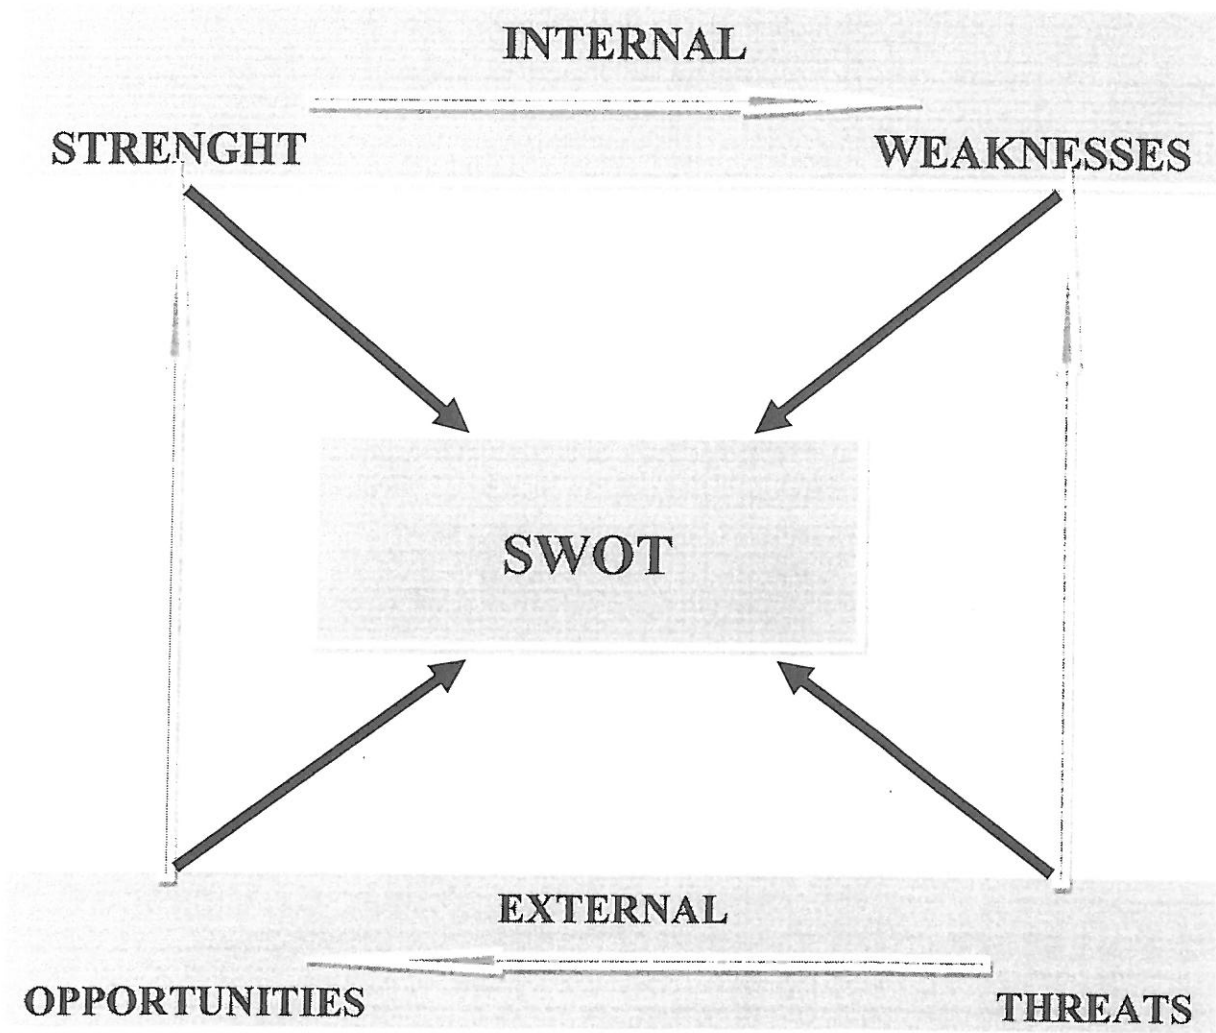 INTERNAL
STRENGHT
WEAKNESSES
SWOT
EXTERNAL
OPPORTUNITIES
THREATS